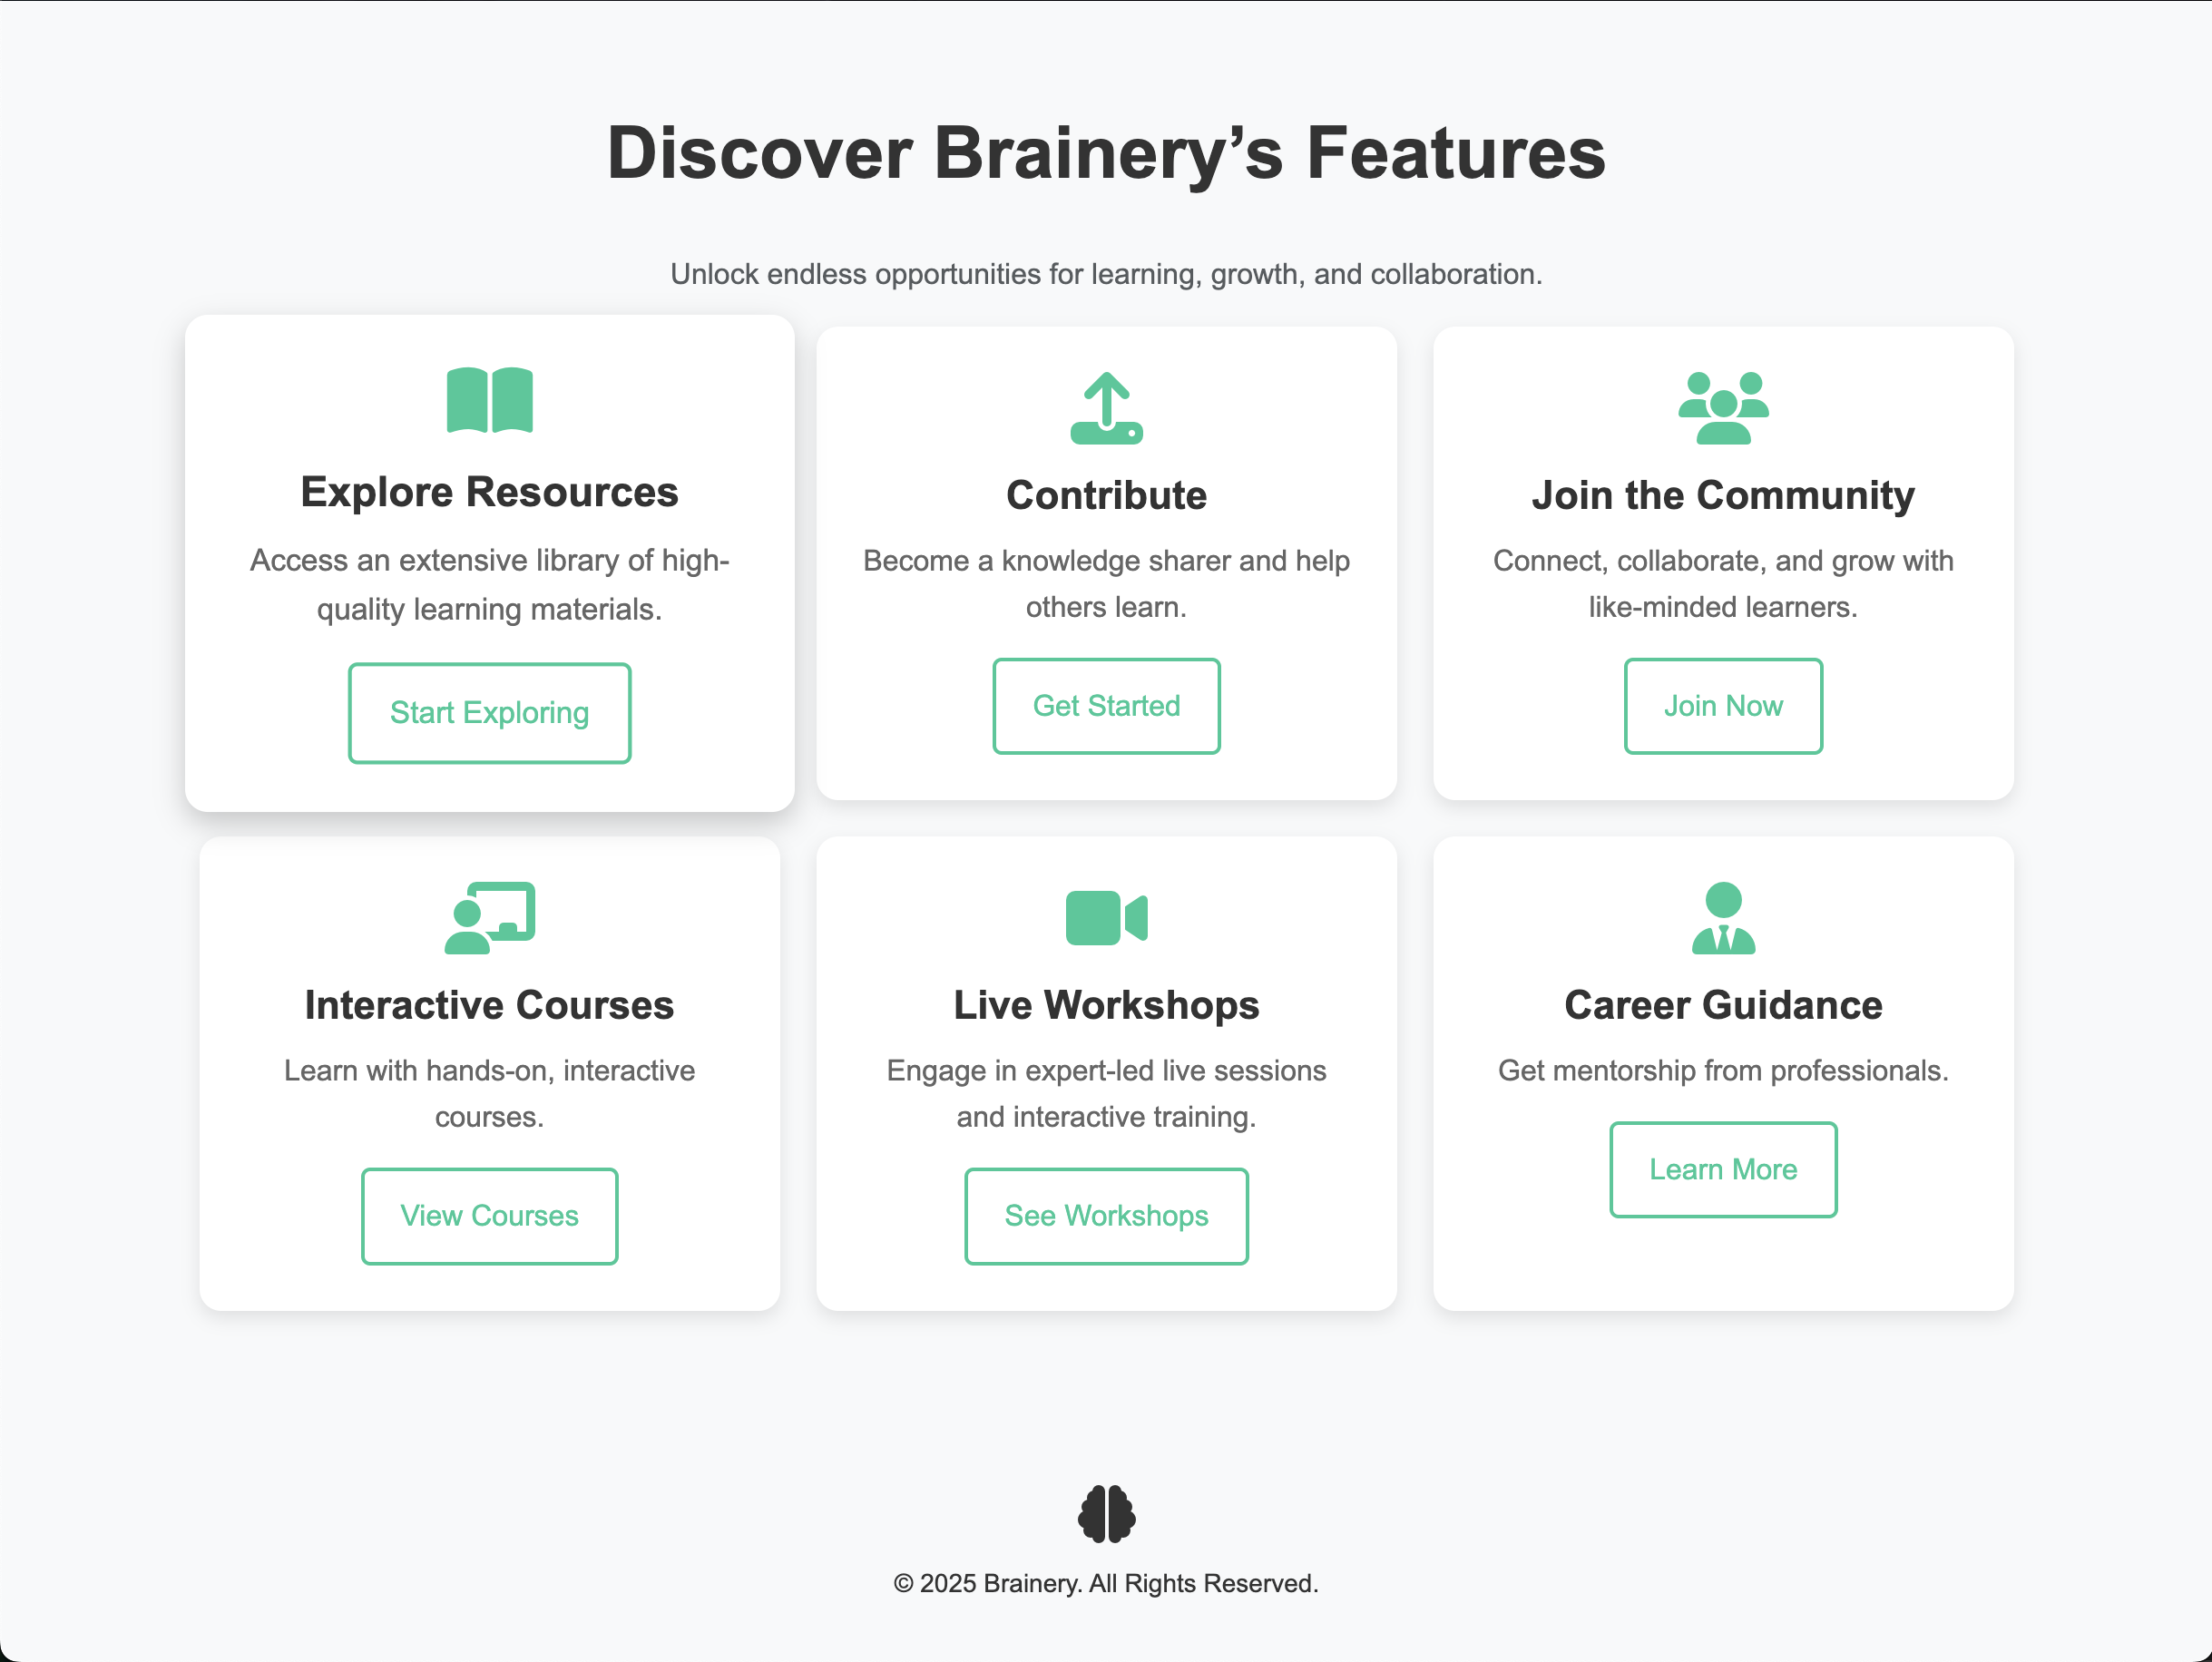 Discover Brainery’s Features
Unlock endless opportunities for learning, growth, and collaboration.
Explore Resources
Access an extensive library of high-
quality learning materials.
Start Exploring
Contribute
Become a knowledge sharer and help
others learn.
Get Started
Join the Community
Connect, collaborate, and grow with
like-minded learners.
Join Now
Interactive Courses
Learn with hands-on, interactive
courses.
View Courses
Live Workshops
Engage in expert-led live sessions
and interactive training.
See Workshops
Career Guidance
Get mentorship from professionals.
Learn More
© 2025 Brainery. All Rights Reserved.